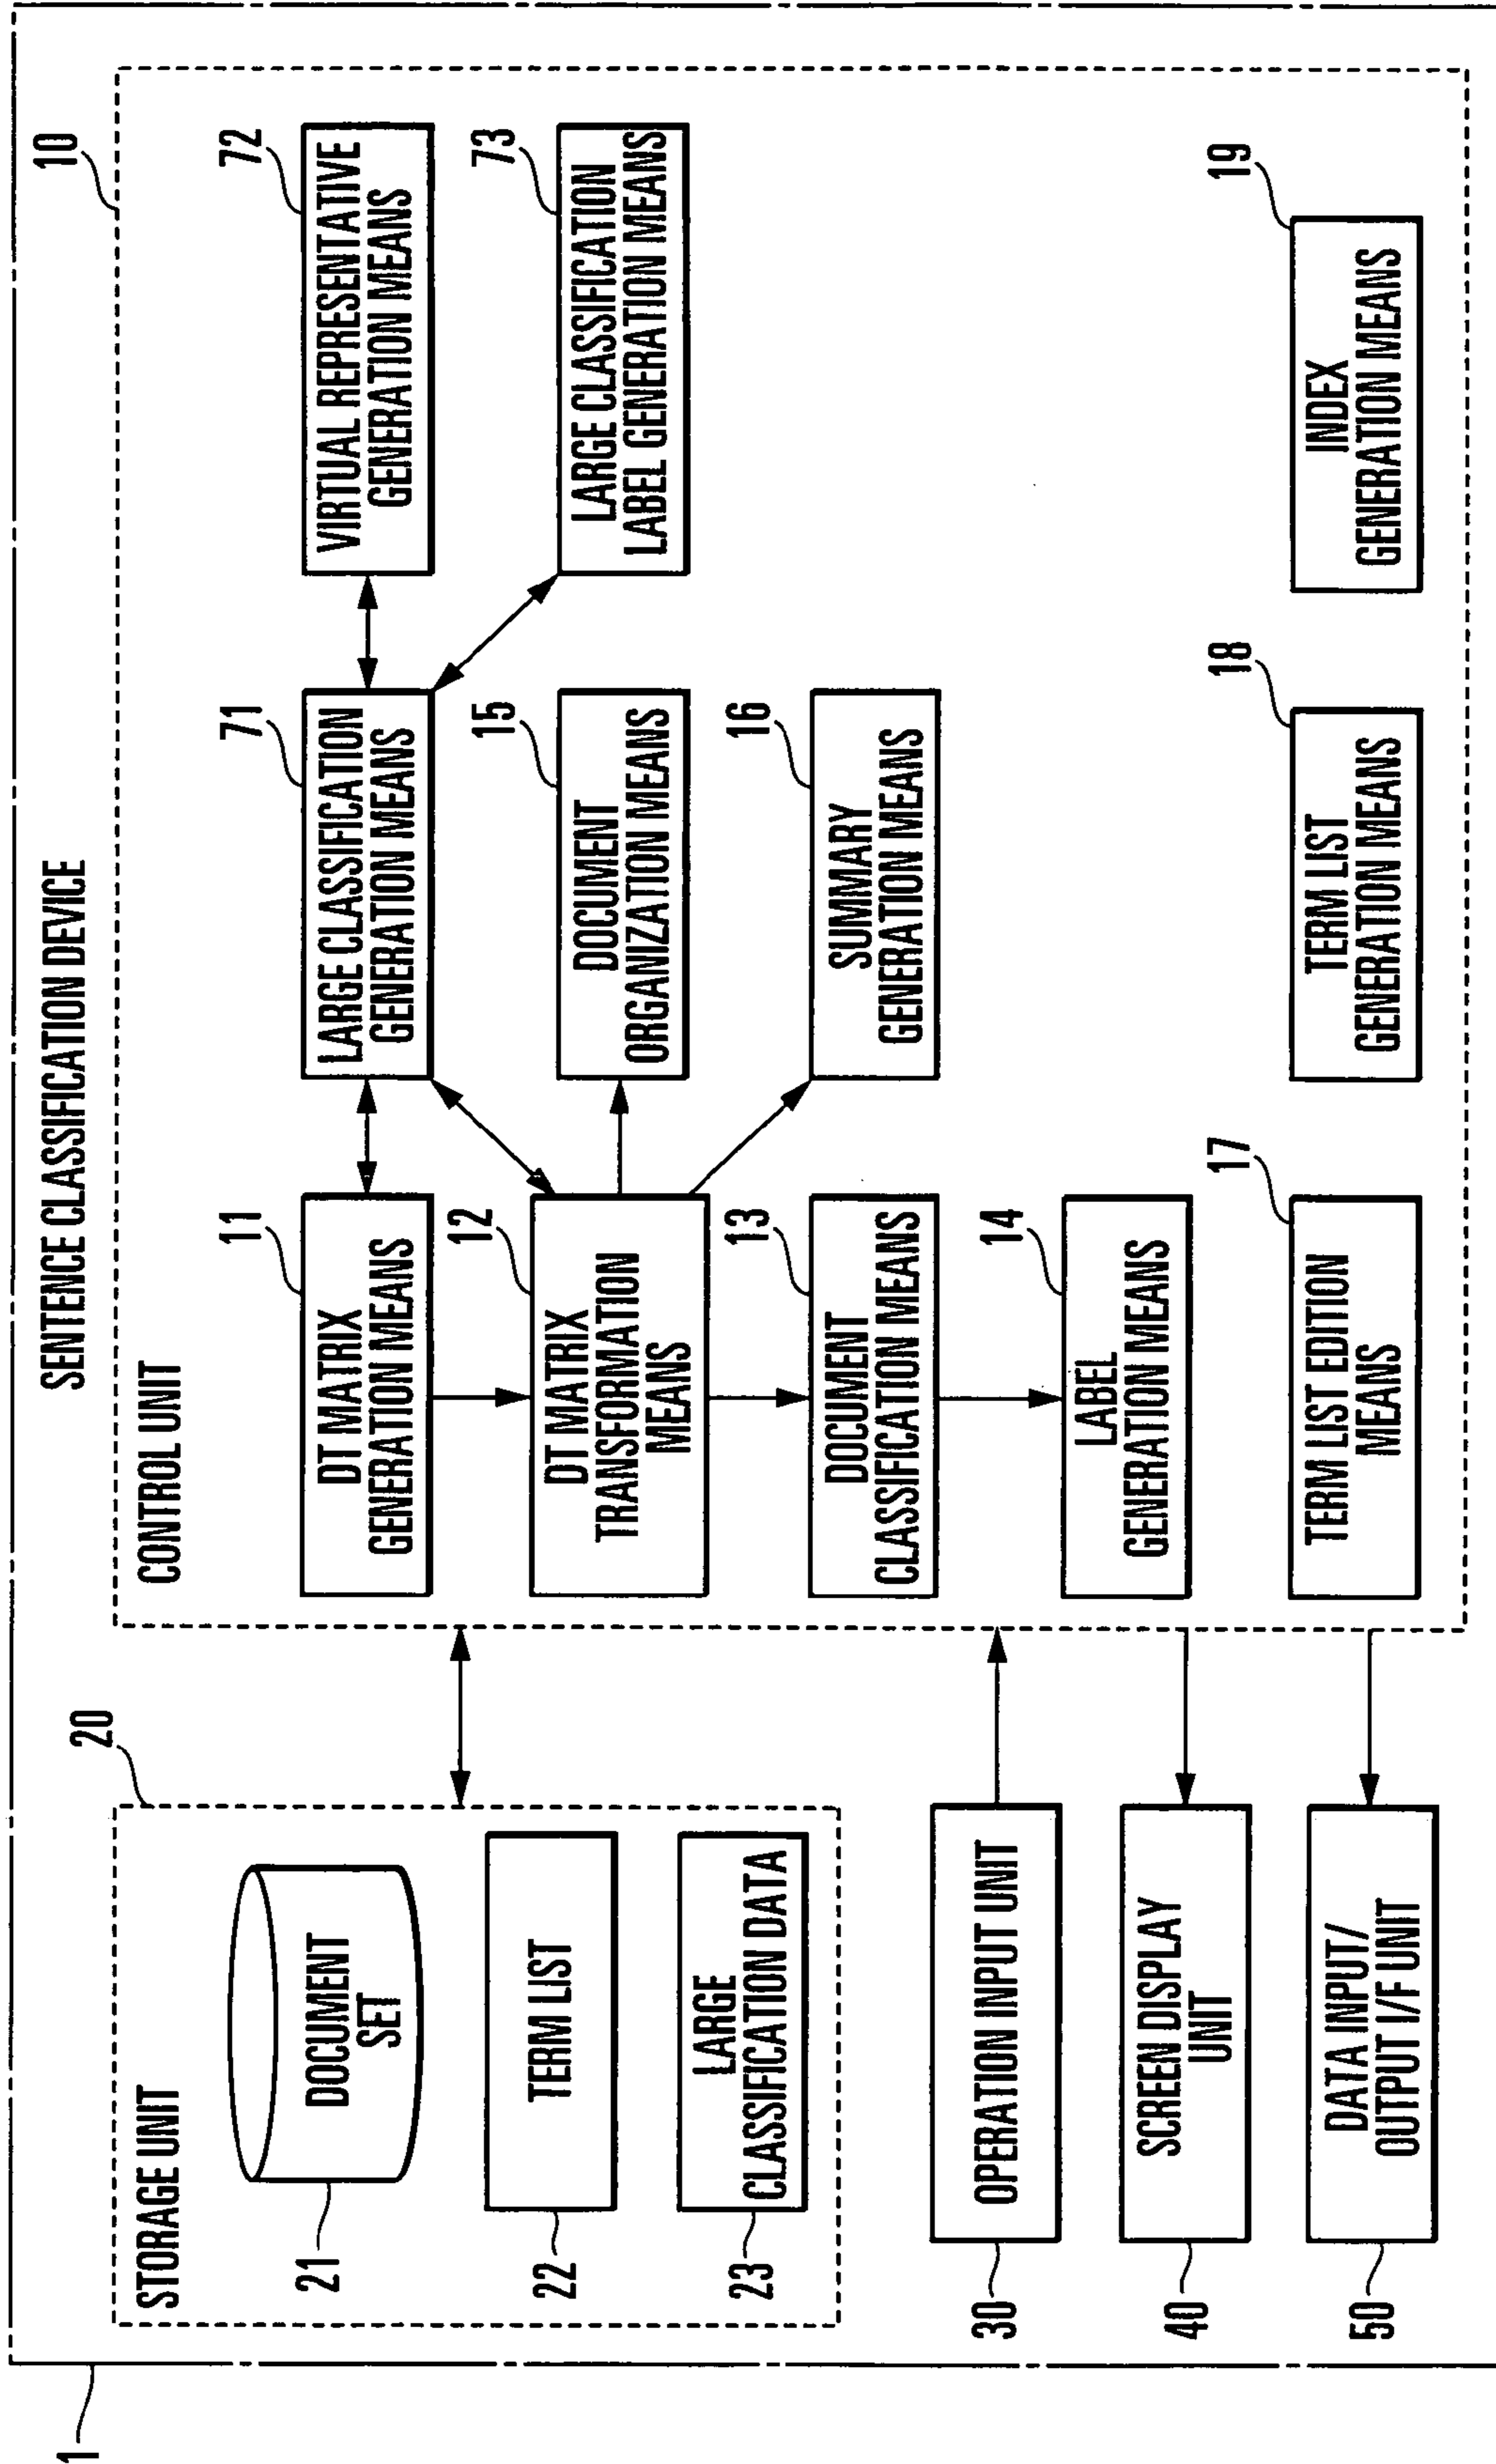 SENTENCE CLASSIFICATION DEVICE
1
STORAGE UNIT
20
DOCUMENT
SET
21
TERM LIST
22
LARGE
CLASSIFICATION DATA
23
OPERATION INPUT UNIT
30
SCREEN DISPLAY
UNIT
40
DATA INPUT/
OUTPUT I/F UNIT
50
CONTROL UNIT
10
DT MATRIX
GENERATION MEANS
11
LARGE CLASSIFICATION
GENERATION MEANS
71
VIRTUAL REPRESENTATIVE
GENERATION MEANS
72
DT MATRIX
TRANSFORMATION
MEANS
12
DOCUMENT
ORGANIZATION MEANS
15
LARGE CLASSIFICATION
LABEL GENERATION MEANS
73
DOCUMENT
CLASSIFICATION MEANS
13
SUMMARY
GENERATION MEANS
16
LABEL
GENERATION MEANS
14
TERM LIST EDITION
MEANS
17
TERM LIST
GENERATION MEANS
18
INDEX
GENERATION MEANS
19